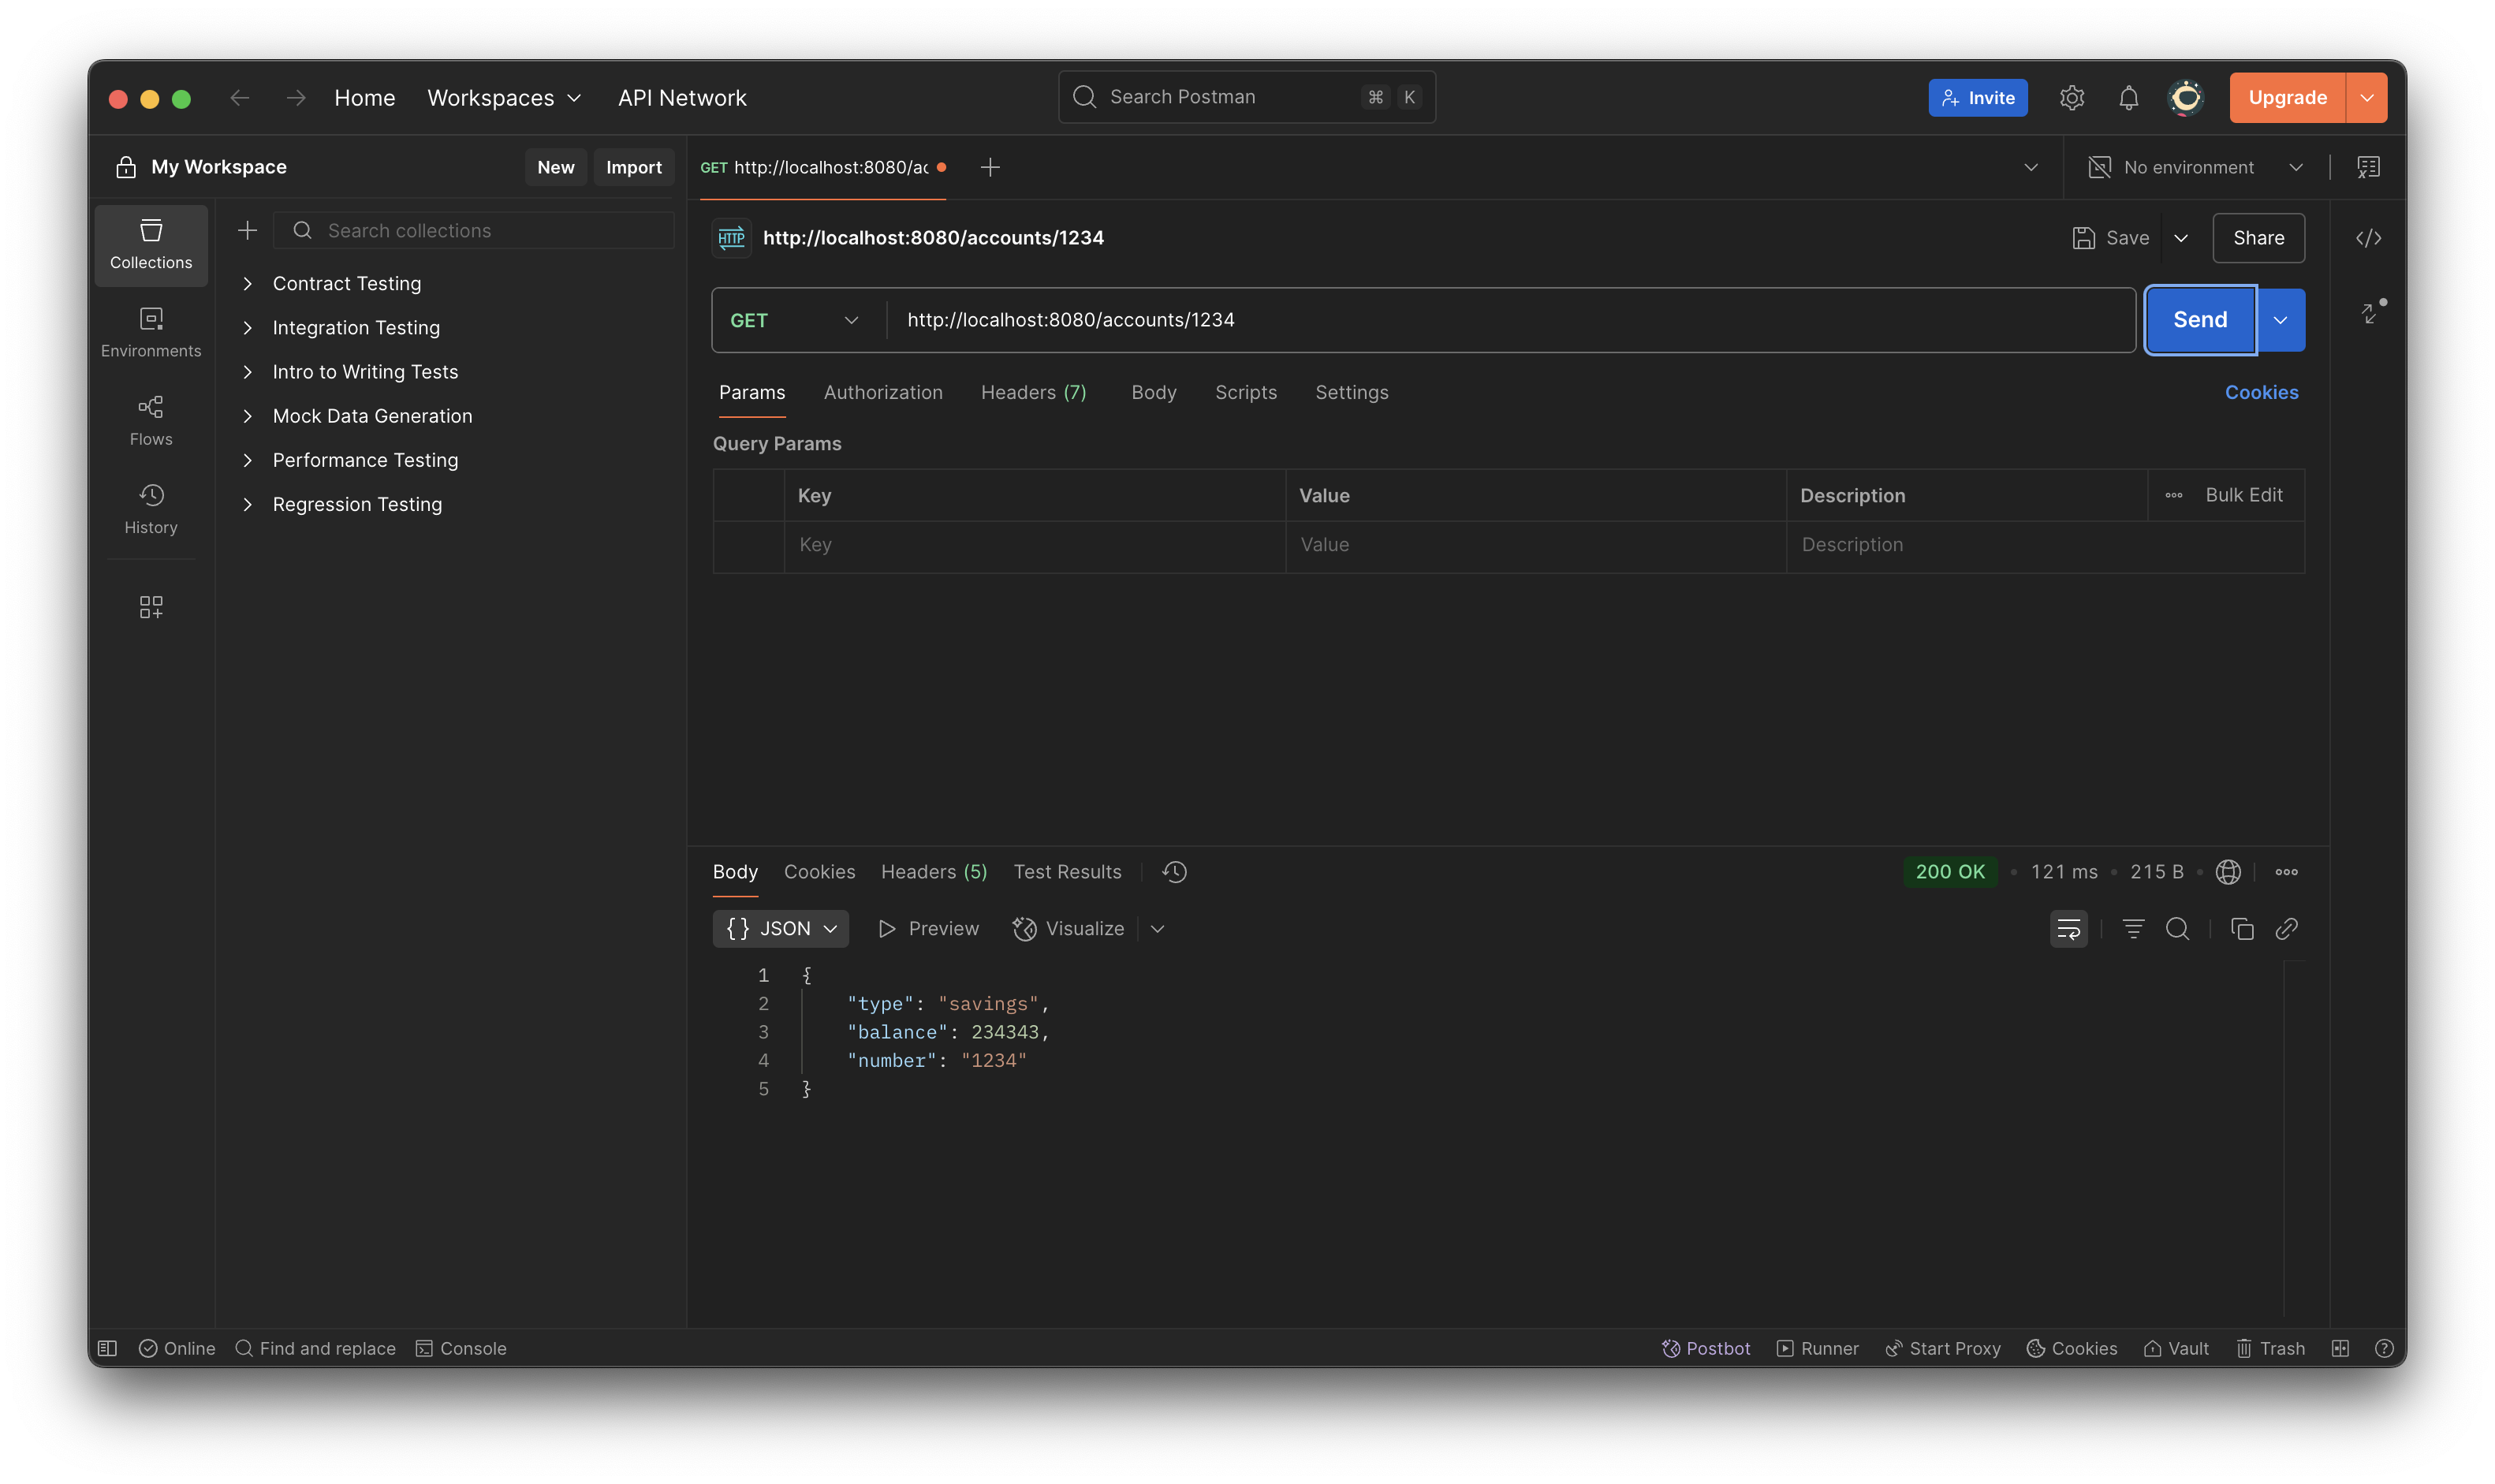 Home Workspaces API Network Search Postman ⌘ K Invite Upgrade
My Workspace New Import GET http://localhost:8080/ac No environment
Collections
Environments
Flows
History
Search collections
Contract Testing
Integration Testing
Intro to Writing Tests
Mock Data Generation
Performance Testing
Regression Testing
HTTP http://localhost:8080/accounts/1234 Save Share
GET http://localhost:8080/accounts/1234 Send
Params Authorization Headers (7) Body Scripts Settings Cookies
Query Params
Key Value Description Bulk Edit
Key Value Description
Body Cookies Headers (5) Test Results 200 OK • 121 ms • 215 B •
{} JSON Preview Visualize
1 {
2 "type": "savings",
3 "balance": 234343,
4 "number": "1234"
5 }
Online Find and replace Console Postbot Runner Start Proxy Cookies Vault Trash